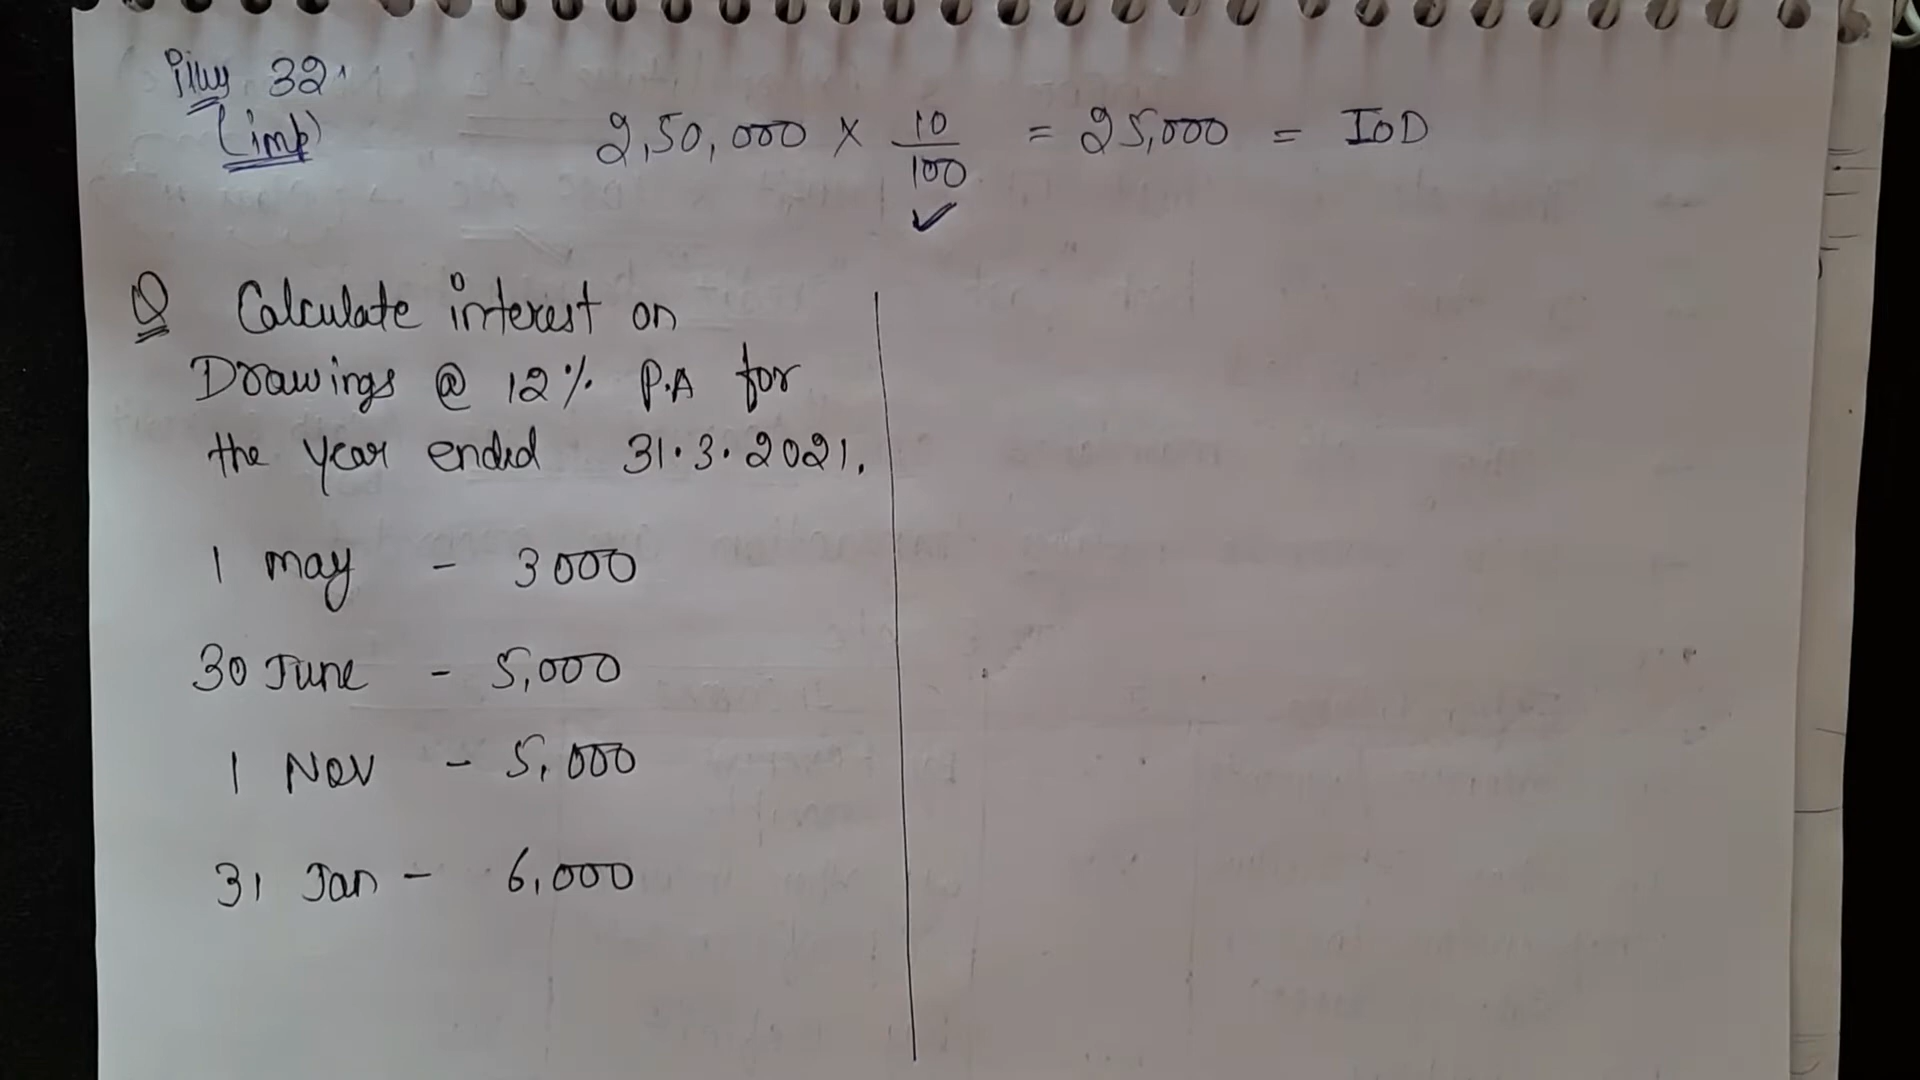 illus 32
(imp)
2,50,000 × 10/100 = 25,000 = IOD
✓
Q Calculate interest on
Drawings @ 12% P.A for
the year ended 31.3.2021.
1 may - 3000
30 June - 5,000
1 Nov - 5,000
31 Jan - 6,000